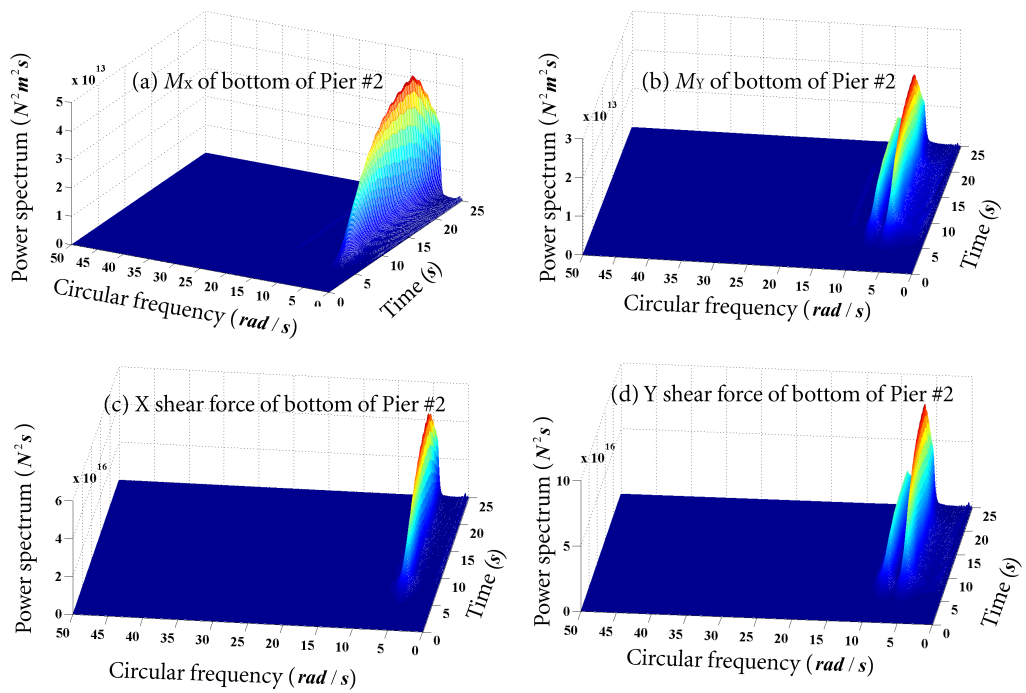 (a) Mx of bottom of Pier #2
x 10 13
Power spectrum (N²m²s)
5
4
3
2
1
0
50 45 40 35 30 25 20 15 10 5 0
Circular frequency (rad / s)
0 5 10 15 20 25
Time (s)
(b) MY of bottom of Pier #2
x 10 13
Power spectrum (N²m²s)
3
2
1
0
50 45 40 35 30 25 20 15 10 5 0
Circular frequency (rad / s)
0 5 10 15 20 25
Time (s)
(c) X shear force of bottom of Pier #2
x 10 16
Power spectrum (N²s)
6
4
2
0
50 45 40 35 30 25 20 15 10 5 0
Circular frequency (rad / s)
0 5 10 15 20 25
Time (s)
(d) Y shear force of bottom of Pier #2
x 10 16
Power spectrum (N²s)
10
5
0
50 45 40 35 30 25 20 15 10 5 0
Circular frequency (rad / s)
0 5 10 15 20 25
Time (s)